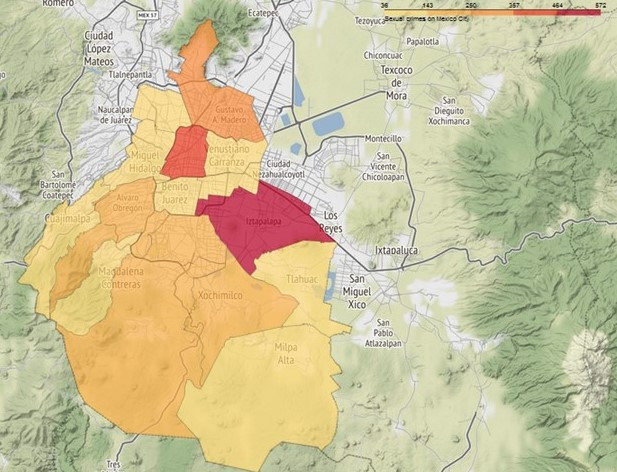 Romero
MEX 57
Ecatepec
Tezoyuca
36 143 250 357 464 572
Sexual crimes on Mexico City
Ciudad
López
Mateos
Papalotla
Chiconcuac
Tlalnepantla
Texcoco
de
Mora
Naucalpan
de Juárez
Gustavo
A. Madero
San
Dieguito
Xochimanca
Miguel
Hidalgo
Venustiano
Carranza
Montecillo
San
Vicente
Chicoloapan
Ciudad
San
Bartolomé
Coatepec
Benito
Juárez
Alvaro
Obregón
Cuajimalpa
Iztapalapa
Los
Reyes
Ixtapaluca
Magdalena
Contreras
Tlahuac
San
Miguel
Xico
Xochimilco
San
Pablo
Atlazalpan
Milpa
Alta
Tres